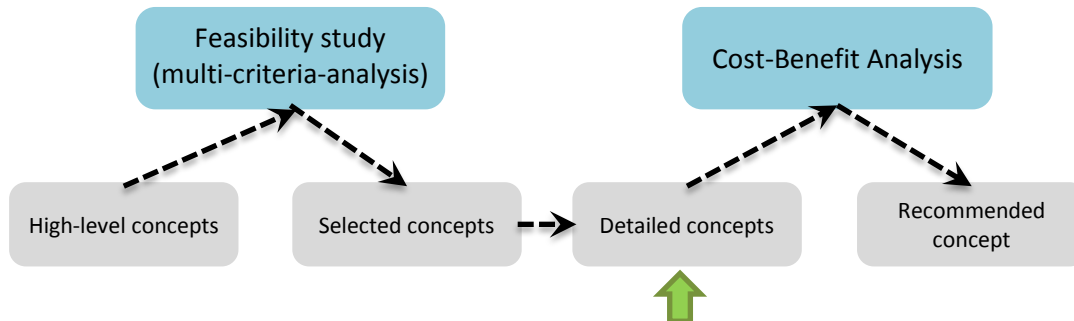 Feasibility study
(multi-criteria-analysis)
Cost-Benefit Analysis
High-level concepts
Selected concepts
Detailed concepts
Recommended
concept